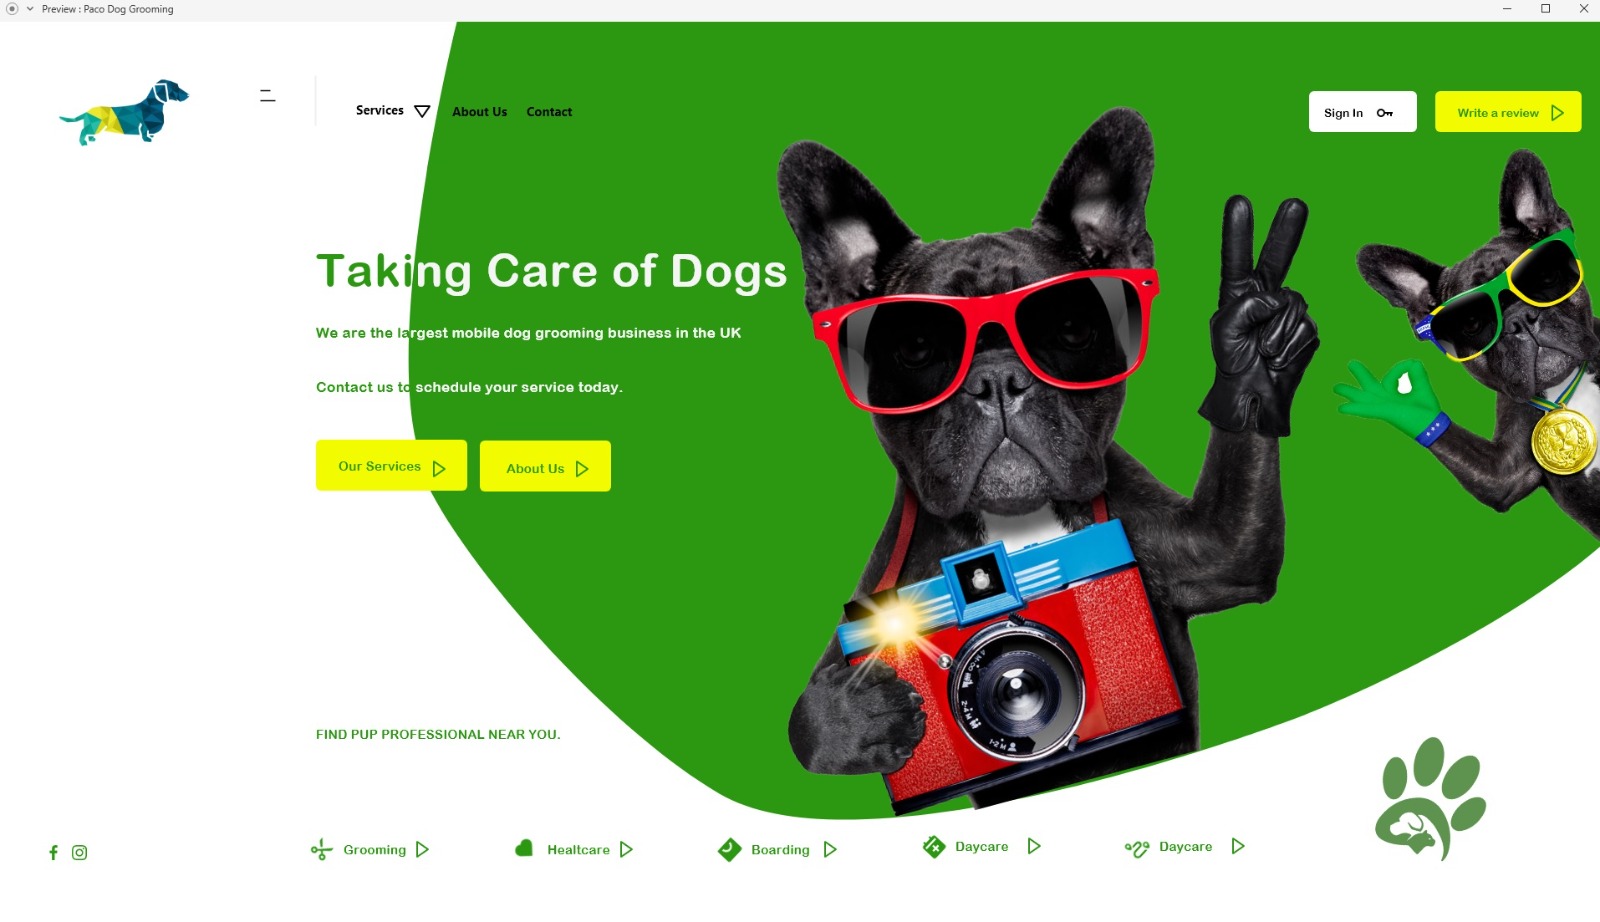 Preview : Paco Dog Grooming
Services
About Us
Contact
Sign In
Write a review
Taking Care of Dogs
We are the largest mobile dog grooming business in the UK
Contact us to schedule your service today.
Our Services
About Us
FIND PUP PROFESSIONAL NEAR YOU.
Grooming
Healtcare
Boarding
Daycare
Daycare